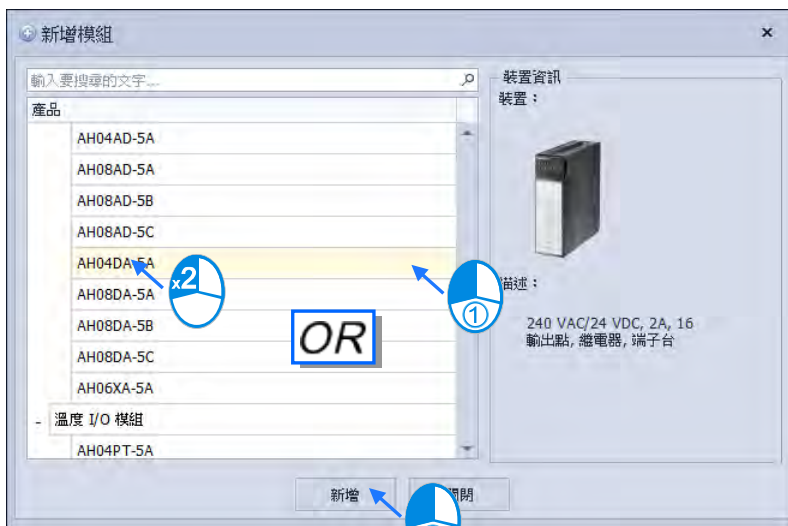 新增模組
輸入要搜尋的文字...
產品
AH04AD-5A
AH08AD-5A
AH08AD-5B
AH08AD-5C
AH04DA-5A
x2
AH08DA-5A
AH08DA-5B
AH08DA-5C
AH06XA-5A
- 溫度 I/O 模組
AH04PT-5A
①
OR
裝置資訊
裝置：
描述：
240 VAC/24 VDC, 2A, 16
輸出點, 繼電器, 端子台
新增
關閉